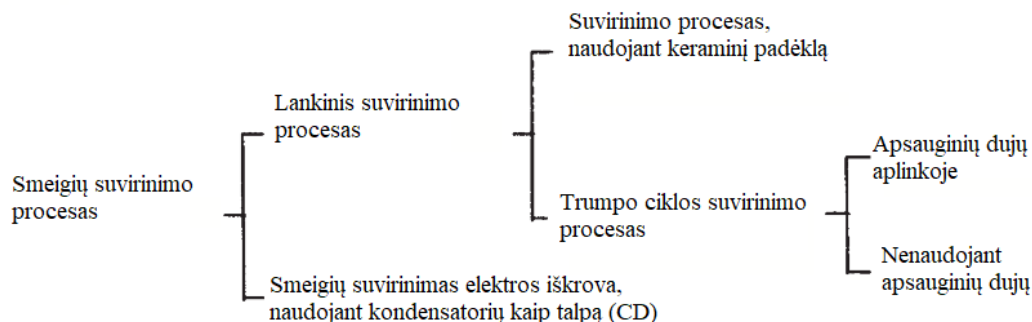 Suvirinimo procesas,
naudojant keraminį padėklą
Lankinis suvirinimo
procesas
Apsauginių dujų
aplinkoje
Smeigių suvirinimo
procesas
Trumpo ciklos suvirinimo
procesas
Nenaudojant
apsauginių dujų
Smeigių suvirinimas elektros iškrova,
naudojant kondensatorių kaip talpą (CD)